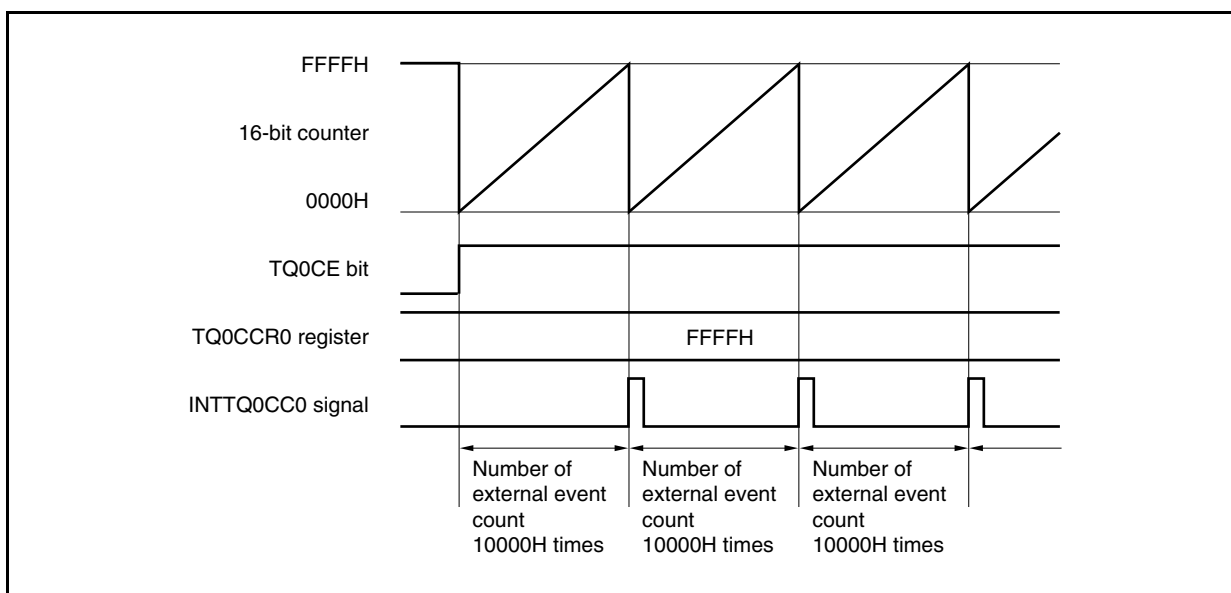 FFFFH
16-bit counter
0000H
TQ0CE bit
TQ0CCR0 register
FFFFH
INTTQ0CC0 signal
Number of
external event
count
10000H times
Number of
external event
count
10000H times
Number of
external event
count
10000H times